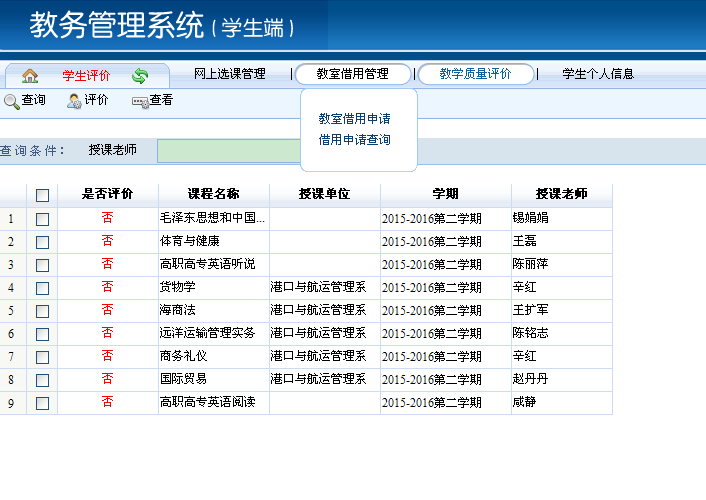 教务管理系统(学生端)
学生评价 网上选课管理 | 教室借用管理 | 教学质量评价 | 学生个人信息
查询 评价 查看
教室借用申请
借用申请查询
查询条件： 授课老师
是否评价 课程名称 授课单位 学期 授课老师
1 否 毛泽东思想和中国... 2015-2016第二学期 锡娟娟
2 否 体育与健康 2015-2016第二学期 王磊
3 否 高职高专英语听说 2015-2016第二学期 陈丽萍
4 否 货物学 港口与航运管理系 2015-2016第二学期 辛红
5 否 海商法 港口与航运管理系 2015-2016第二学期 王扩军
6 否 远洋运输管理实务 港口与航运管理系 2015-2016第二学期 陈铭志
7 否 商务礼仪 港口与航运管理系 2015-2016第二学期 辛红
8 否 国际贸易 港口与航运管理系 2015-2016第二学期 赵丹丹
9 否 高职高专英语阅读 2015-2016第二学期 咸静